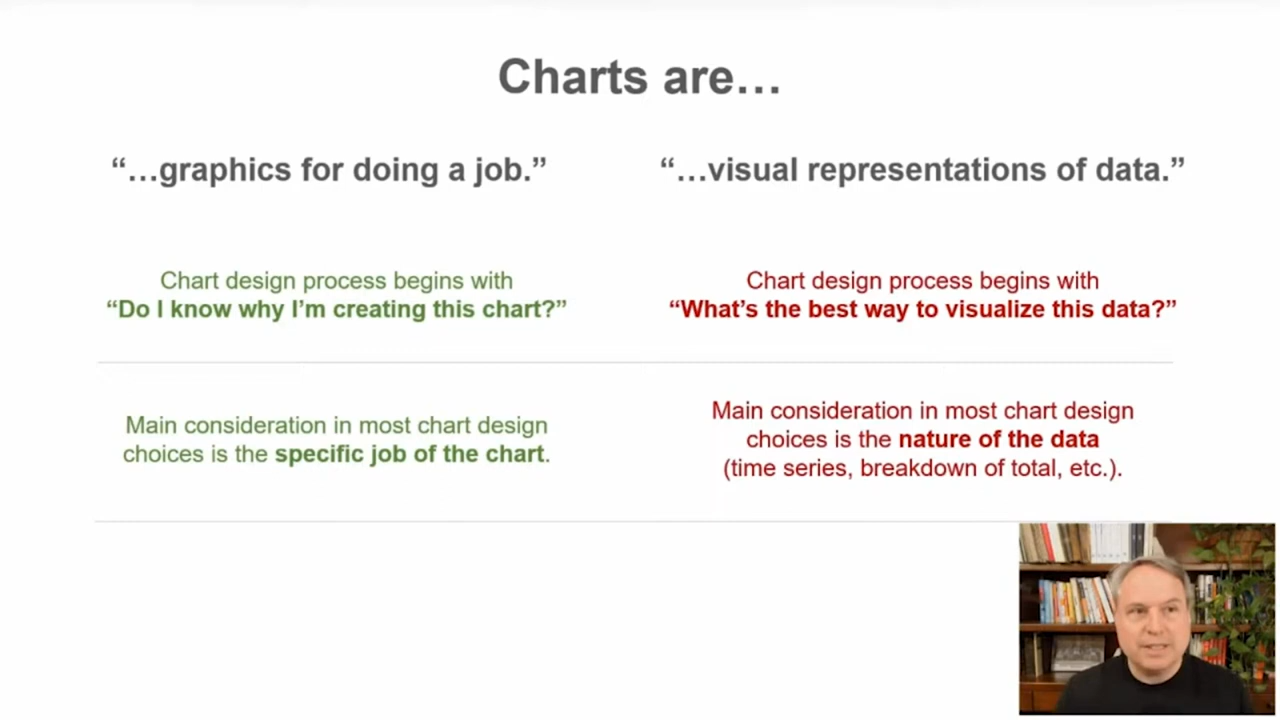 Charts are…
“…graphics for doing a job.”
“…visual representations of data.”
Chart design process begins with
“Do I know why I’m creating this chart?”
Chart design process begins with
“What’s the best way to visualize this data?”
Main consideration in most chart design
choices is the specific job of the chart.
Main consideration in most chart design
choices is the nature of the data
(time series, breakdown of total, etc.).